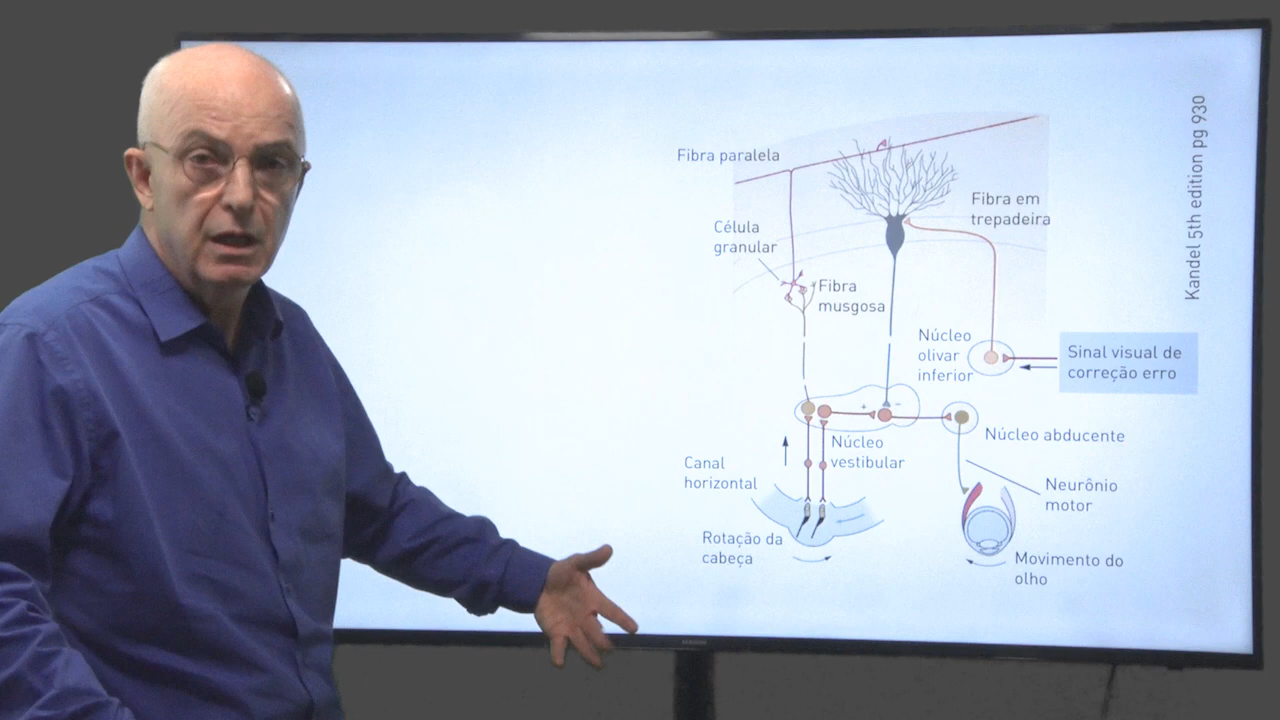 Fibra paralela
Fibra em
trepadeira
Célula
granular
Fibra
musgosa
Núcleo
olivar
inferior
Sinal visual de
correção erro
Núcleo abducente
Núcleo
vestibular
Canal
horizontal
Neurônio
motor
Rotação da
cabeça
Movimento do
olho
+
−
Kandel 5th edition pg 930
SAMSUNG